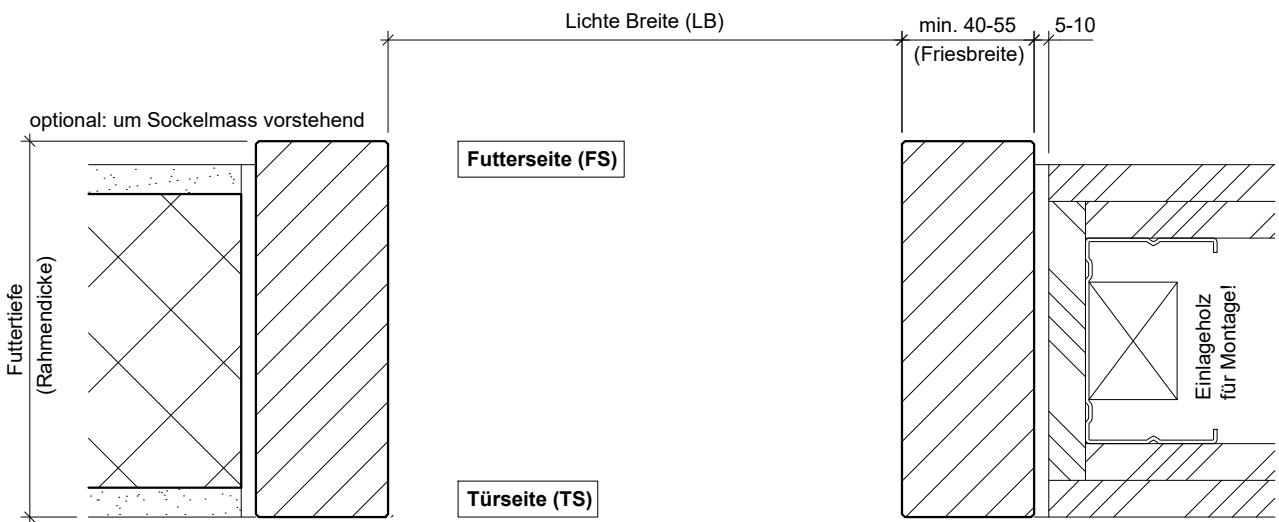 Lichte Breite (LB)
min. 40-55
(Friesbreite)
5-10
optional: um Sockelmass vorstehend
Futterseite (FS)
Futtertiefe
(Rahmendicke)
Einlageholz
für Montage!
Türseite (TS)